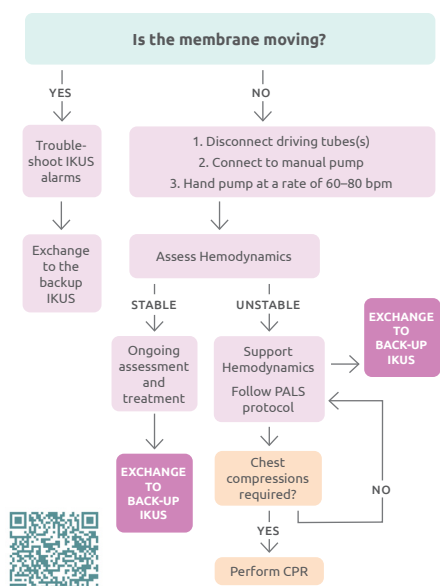 Is the membrane moving?
YES
NO
Trouble-
shoot IKUS
alarms
1. Disconnect driving tubes(s)
2. Connect to manual pump
3. Hand pump at a rate of 60–80 bpm
Exchange
to the
backup
IKUS
Assess Hemodynamics
STABLE
UNSTABLE
Ongoing
assessment
and
treatment
Support
Hemodynamics
Follow PALS
protocol
EXCHANGE
TO
BACK-UP
IKUS
EXCHANGE
TO
BACK-UP
IKUS
Chest
compressions
required?
NO
YES
Perform CPR